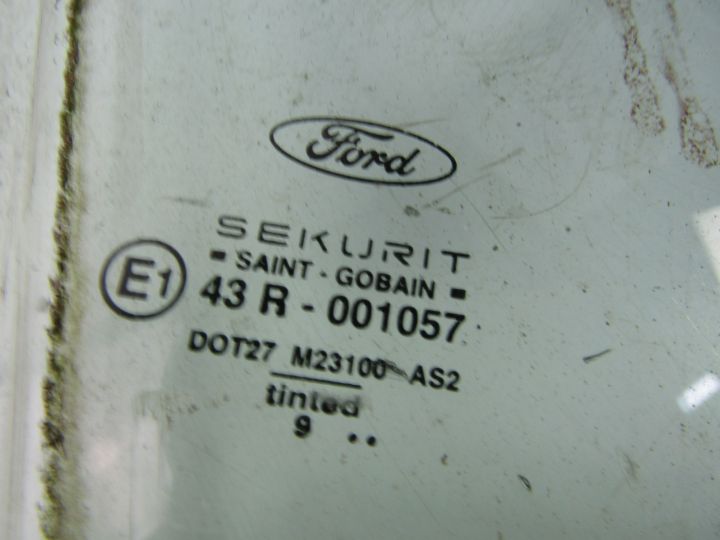 Ford
SEKURIT
SAINT - GOBAIN
E1
43 R - 001057
DOT27 M23100 AS2
tinted
9 ..